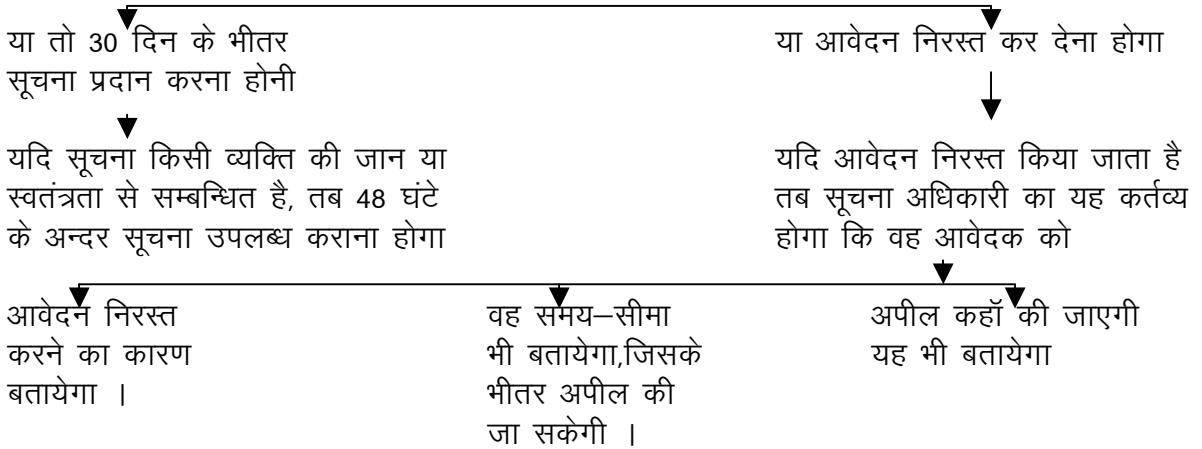 या तो 30 दिन के भीतर
सूचना प्रदान करना होनी
या आवेदन निरस्त कर देना होगा
यदि सूचना किसी व्यक्ति की जान या
स्वतंत्रता से सम्बन्धित है, तब 48 घंटे
के अन्दर सूचना उपलब्ध कराना होगा
यदि आवेदन निरस्त किया जाता है
तब सूचना अधिकारी का यह कर्तव्य
होगा कि वह आवेदक को
आवेदन निरस्त
करने का कारण
बतायेगा ।
वह समय–सीमा
भी बतायेगा,जिसके
भीतर अपील की
जा सकेगी ।
अपील कहॉ की जाएगी
यह भी बतायेगा